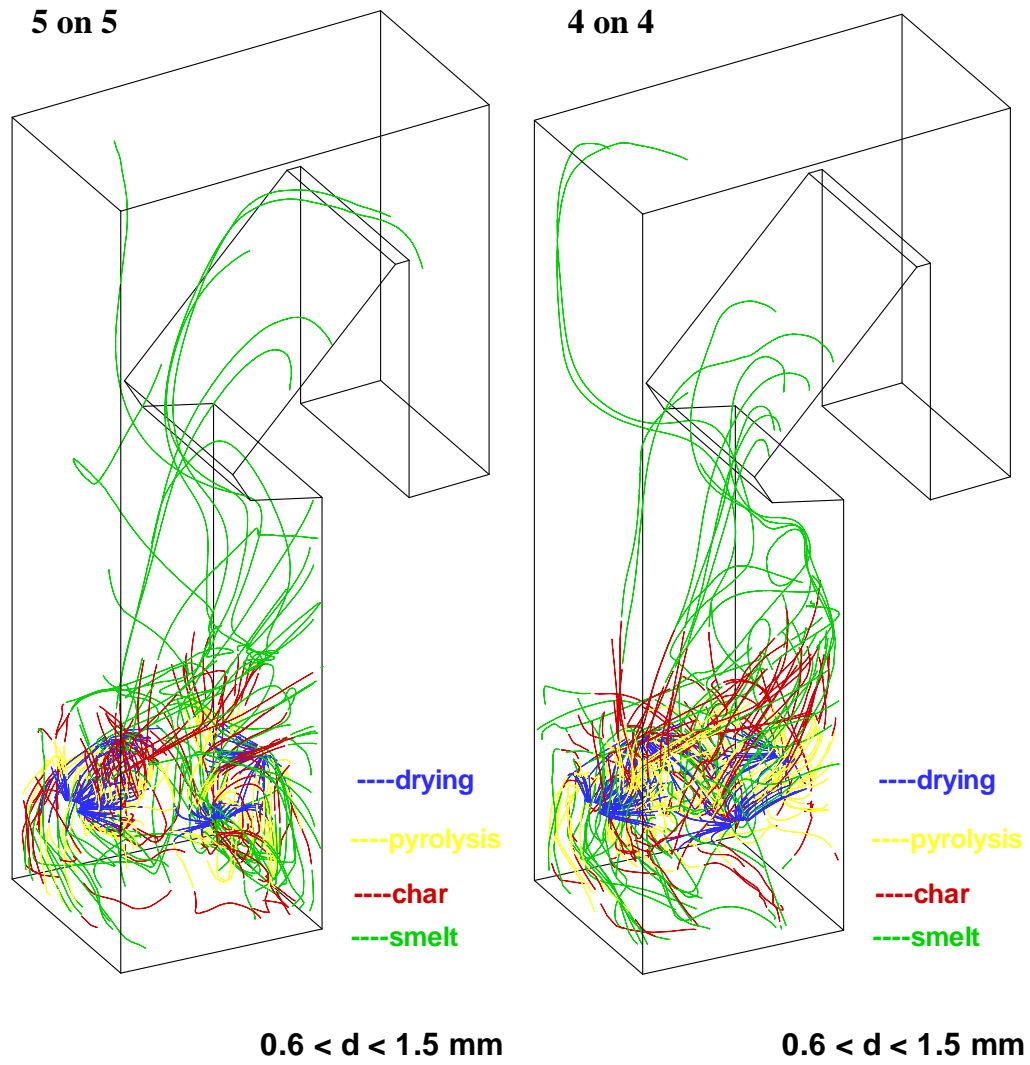 5 on 5
----drying
----pyrolysis
----char
----smelt
0.6 < d < 1.5 mm
4 on 4
----drying
----pyrolysis
----char
----smelt
0.6 < d < 1.5 mm